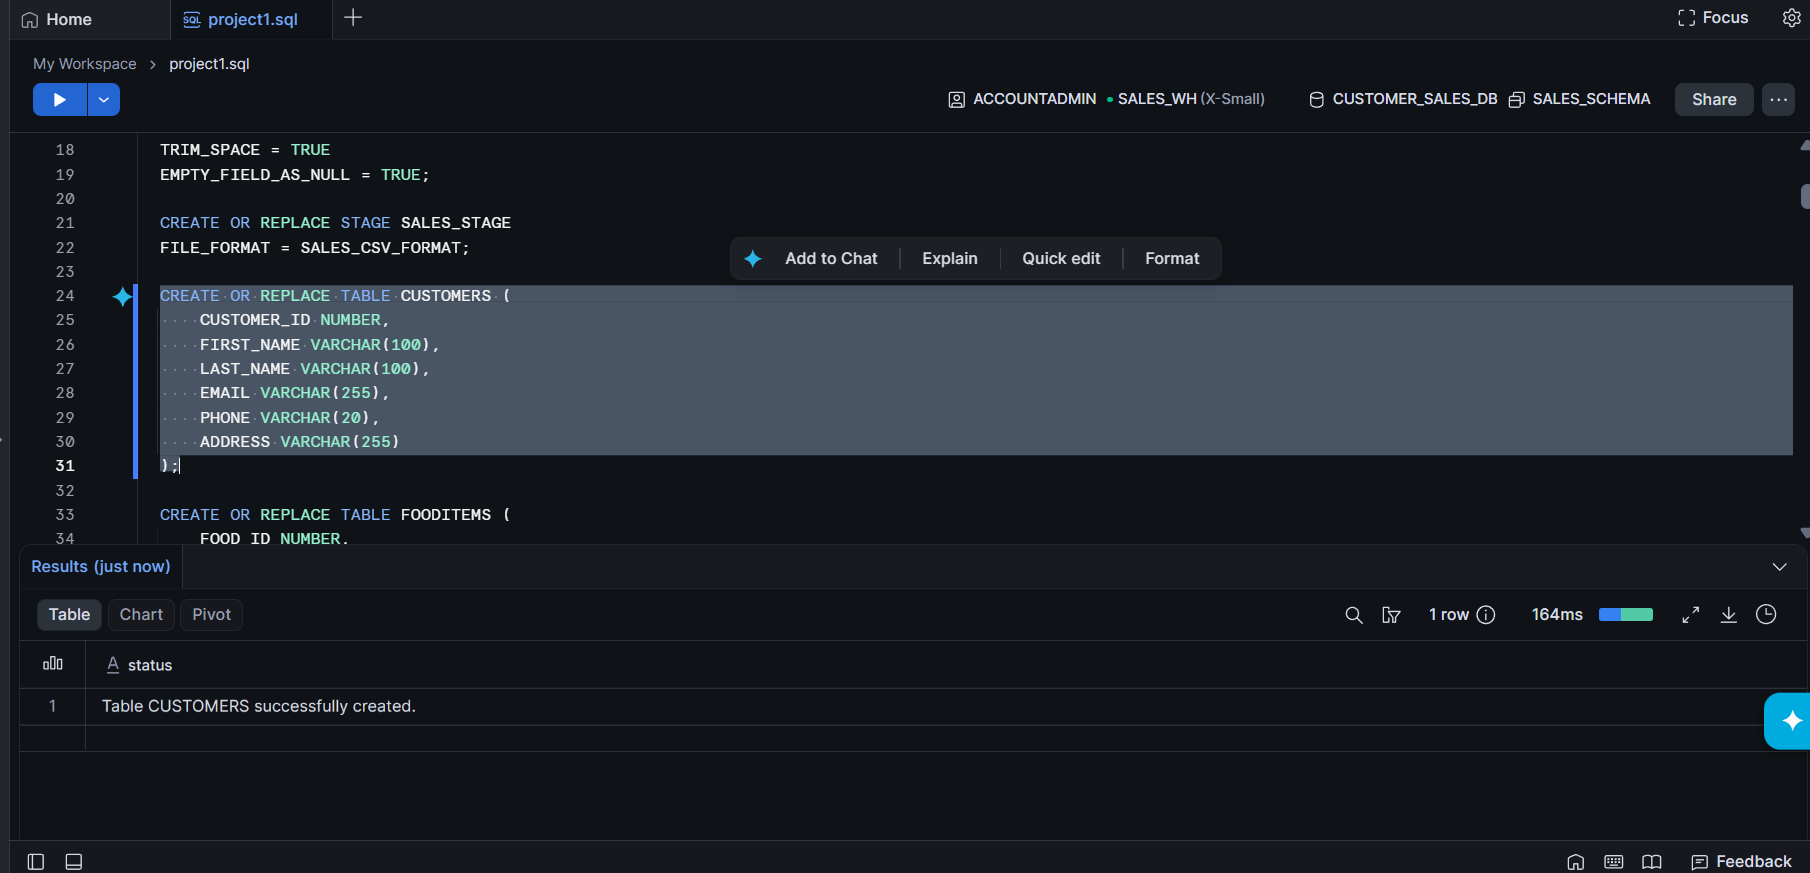 Home
SQL project1.sql
Focus
My Workspace > project1.sql
ACCOUNTADMIN • SALES_WH (X-Small) CUSTOMER_SALES_DB SALES_SCHEMA Share ...
18 TRIM_SPACE = TRUE
19 EMPTY_FIELD_AS_NULL = TRUE;
20
21 CREATE OR REPLACE STAGE SALES_STAGE
22 FILE_FORMAT = SALES_CSV_FORMAT;
23
Add to Chat | Explain | Quick edit | Format
24 CREATE OR REPLACE TABLE CUSTOMERS (
25 CUSTOMER_ID NUMBER,
26 FIRST_NAME VARCHAR(100),
27 LAST_NAME VARCHAR(100),
28 EMAIL VARCHAR(255),
29 PHONE VARCHAR(20),
30 ADDRESS VARCHAR(255)
31 );
32
33 CREATE OR REPLACE TABLE FOODITEMS (
34 FOOD_ID NUMBER,
Results (just now)
Table Chart Pivot
1 row 164ms
A status
1 Table CUSTOMERS successfully created.
Feedback